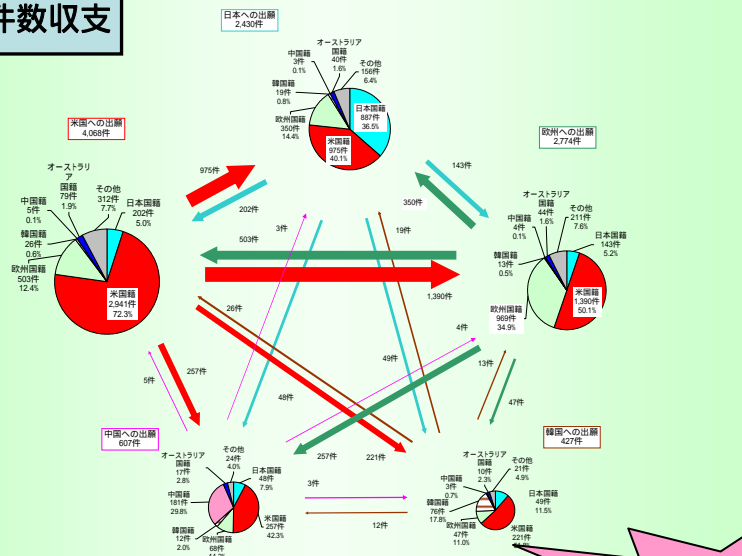 件数収支
日本への出願
2,430件
中国籍
3件
0.1%
オーストラリア
国籍
40件
1.6%
その他
156件
6.4%
韓国籍
19件
0.8%
欧州国籍
350件
14.4%
日本国籍
887件
36.5%
米国籍
975件
40.1%
米国への出願
4,068件
オーストラリ
ア
国籍
79件
1.9%
中国籍
5件
0.1%
その他
312件
7.7%
日本国籍
202件
5.0%
韓国籍
26件
0.6%
欧州国籍
503件
12.4%
米国籍
2,941件
72.3%
欧州への出願
2,774件
オーストラリア
国籍
44件
1.6%
中国籍
4件
0.1%
その他
211件
7.6%
日本国籍
143件
5.2%
韓国籍
13件
0.5%
欧州国籍
969件
34.9%
米国籍
1,390件
50.1%
975件
202件
143件
350件
3件
19件
503件
1,390件
26件
4件
49件
13件
5件
257件
48件
47件
257件
221件
3件
12件
中国への出願
607件
オーストラリア
国籍
17件
2.8%
その他
24件
4.0%
日本国籍
48件
7.9%
中国籍
181件
29.8%
米国籍
257件
42.3%
韓国籍
12件
2.0%
欧州国籍
68件
韓国への出願
427件
オーストラリア
国籍
10件
2.3%
その他
21件
4.9%
中国籍
3件
0.7%
日本国籍
49件
11.5%
韓国籍
76件
17.8%
欧州国籍
47件
11.0%
米国籍
221件